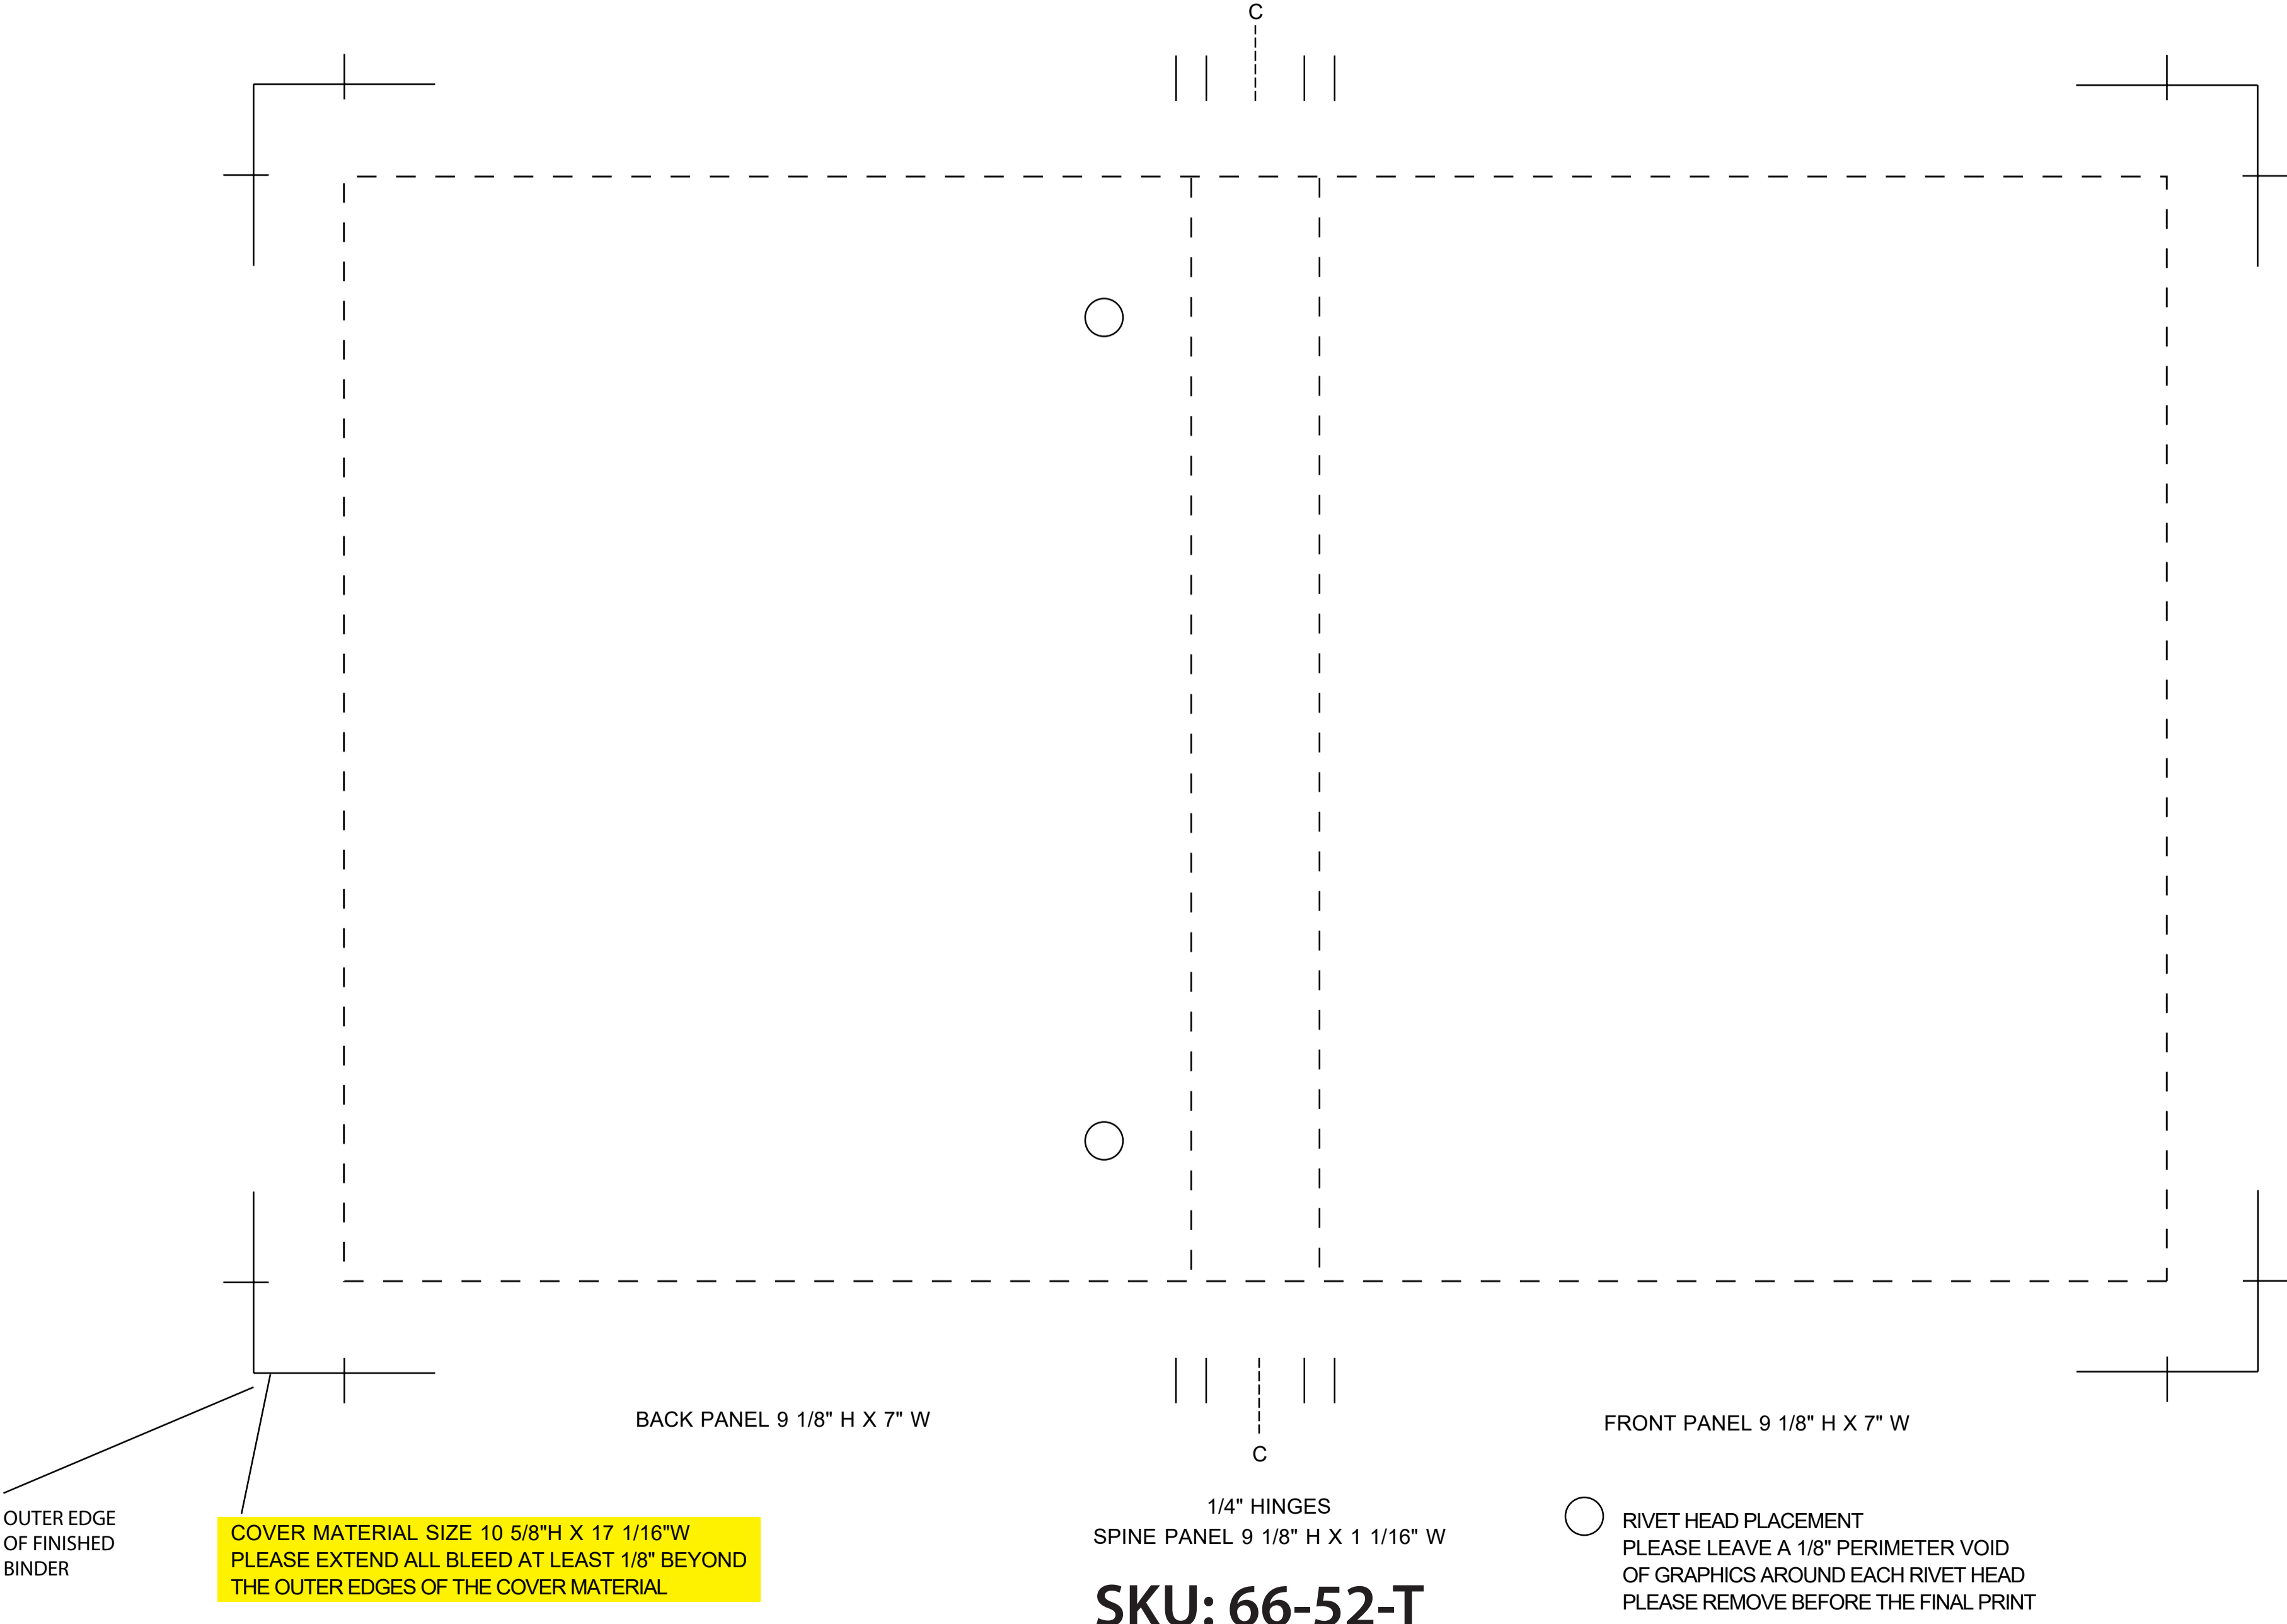 C
BACK PANEL 9 1/8" H X 7" W
FRONT PANEL 9 1/8" H X 7" W
C
OUTER EDGE
OF FINISHED
BINDER
COVER MATERIAL SIZE 10 5/8"H X 17 1/16"W
PLEASE EXTEND ALL BLEED AT LEAST 1/8" BEYOND
THE OUTER EDGES OF THE COVER MATERIAL
1/4" HINGES
SPINE PANEL 9 1/8" H X 1 1/16" W
SKU: 66-52-T
RIVET HEAD PLACEMENT
PLEASE LEAVE A 1/8" PERIMETER VOID
OF GRAPHICS AROUND EACH RIVET HEAD
PLEASE REMOVE BEFORE THE FINAL PRINT